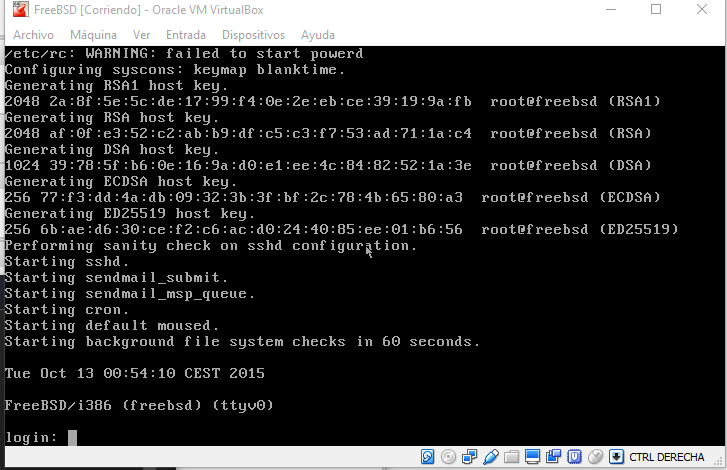 FreeBSD [Corriendo] - Oracle VM VirtualBox
Archivo Máquina Ver Entrada Dispositivos Ayuda
/etc/rc: WARNING: failed to start powerd
Configuring syscons: keymap blanktime.
Generating RSA1 host key.
2048 2a:8f:5e:5c:de:17:99:f4:0e:2e:eb:ce:39:19:9a:fb  root@freebsd (RSA1)
Generating RSA host key.
2048 af:0f:e3:52:c2:ab:b9:df:c5:c3:f7:53:ad:71:1a:c4  root@freebsd (RSA)
Generating DSA host key.
1024 39:78:5f:b6:0e:16:9a:d0:e1:ee:4c:84:82:52:1a:3e  root@freebsd (DSA)
Generating ECDSA host key.
256 77:f3:dd:4a:db:09:32:3b:3f:bf:2c:78:4b:65:80:a3  root@freebsd (ECDSA)
Generating ED25519 host key.
256 6b:ae:d6:30:ce:f2:c6:ac:d0:24:40:85:ee:01:b6:56  root@freebsd (ED25519)
Performing sanity check on sshd configuration.
Starting sshd.
Starting sendmail_submit.
Starting sendmail_msp_queue.
Starting cron.
Starting default moused.
Starting background file system checks in 60 seconds.
Tue Oct 13 00:54:10 CEST 2015
FreeBSD/i386 (freebsd) (ttyv0)
login:
CTRL DERECHA